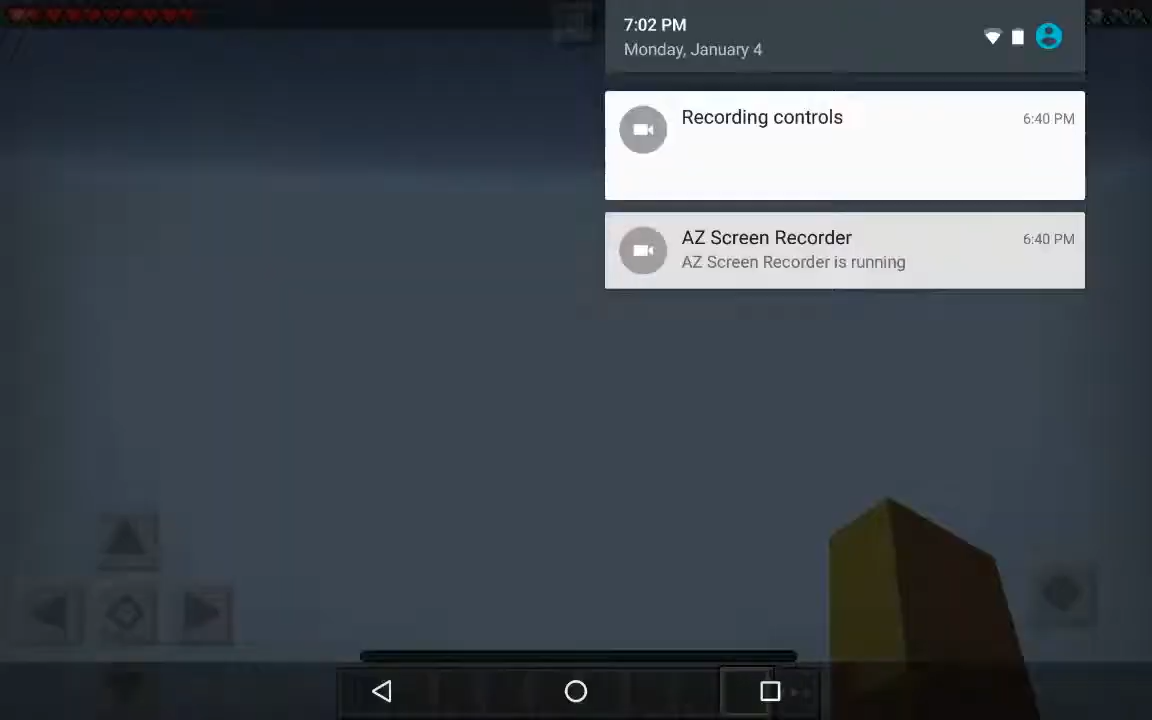 7:02 PM
Monday, January 4
Recording controls
6:40 PM
AZ Screen Recorder
6:40 PM
AZ Screen Recorder is running